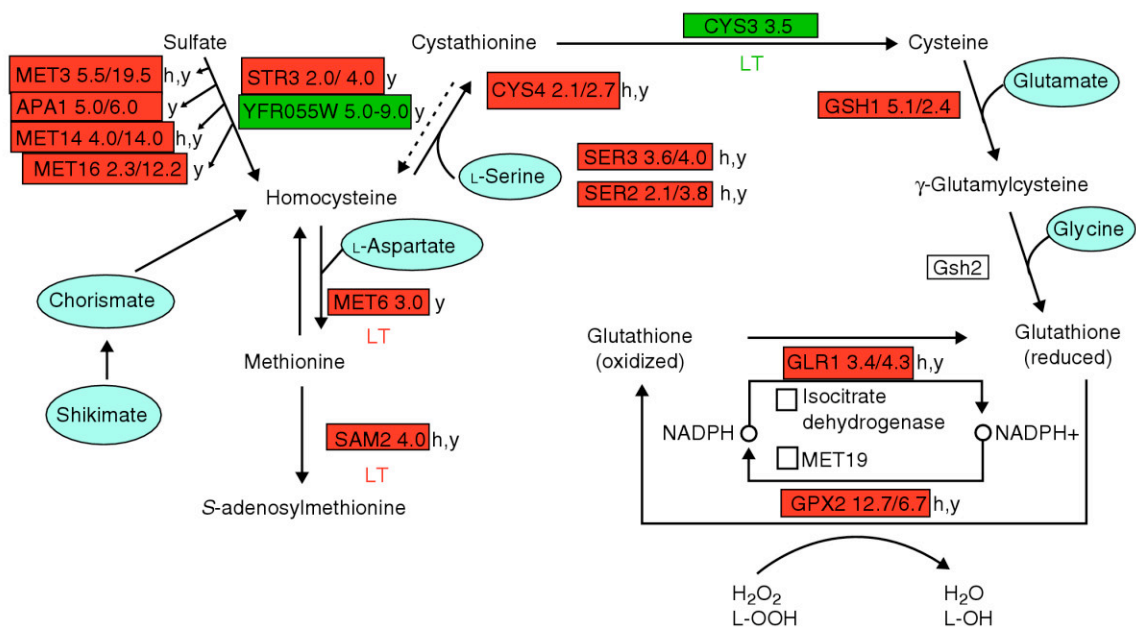 CYS3 3.5
LT
Sulfate
Cystathionine
Cysteine
MET3 5.5/19.5 h,y
APA1 5.0/6.0 y
MET14 4.0/14.0 h,y
MET16 2.3/12.2 y
STR3 2.0/ 4.0 y
YFR055W 5.0-9.0 y
CYS4 2.1/2.7 h,y
GSH1 5.1/2.4
Glutamate
L-Serine
SER3 3.6/4.0 h,y
SER2 2.1/3.8 h,y
Homocysteine
γ-Glutamylcysteine
L-Aspartate
Glycine
Gsh2
Chorismate
MET6 3.0 y
LT
Methionine
Shikimate
SAM2 4.0 h,y
LT
S-adenosylmethionine
Glutathione
(oxidized)
Glutathione
(reduced)
GLR1 3.4/4.3 h,y
Isocitrate
dehydrogenase
NADPH
NADPH+
MET19
GPX2 12.7/6.7 h,y
H₂O₂
L-OOH
H₂O
L-OH